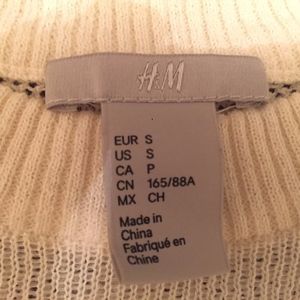 H&M
EUR S
US S
CA P
CN 165/88A
MX CH
Made in
China
Fabriqué en
Chine